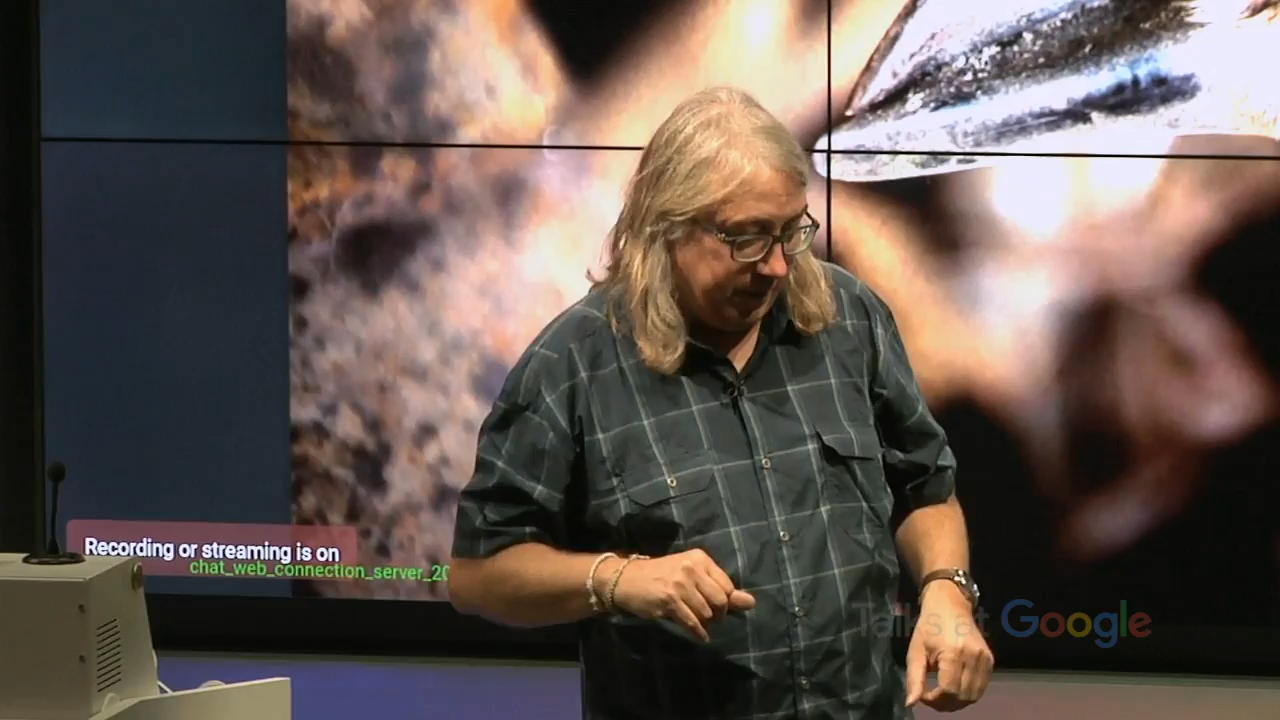 Recording or streaming is on
chat_web_connection_server_20
Talks at Google